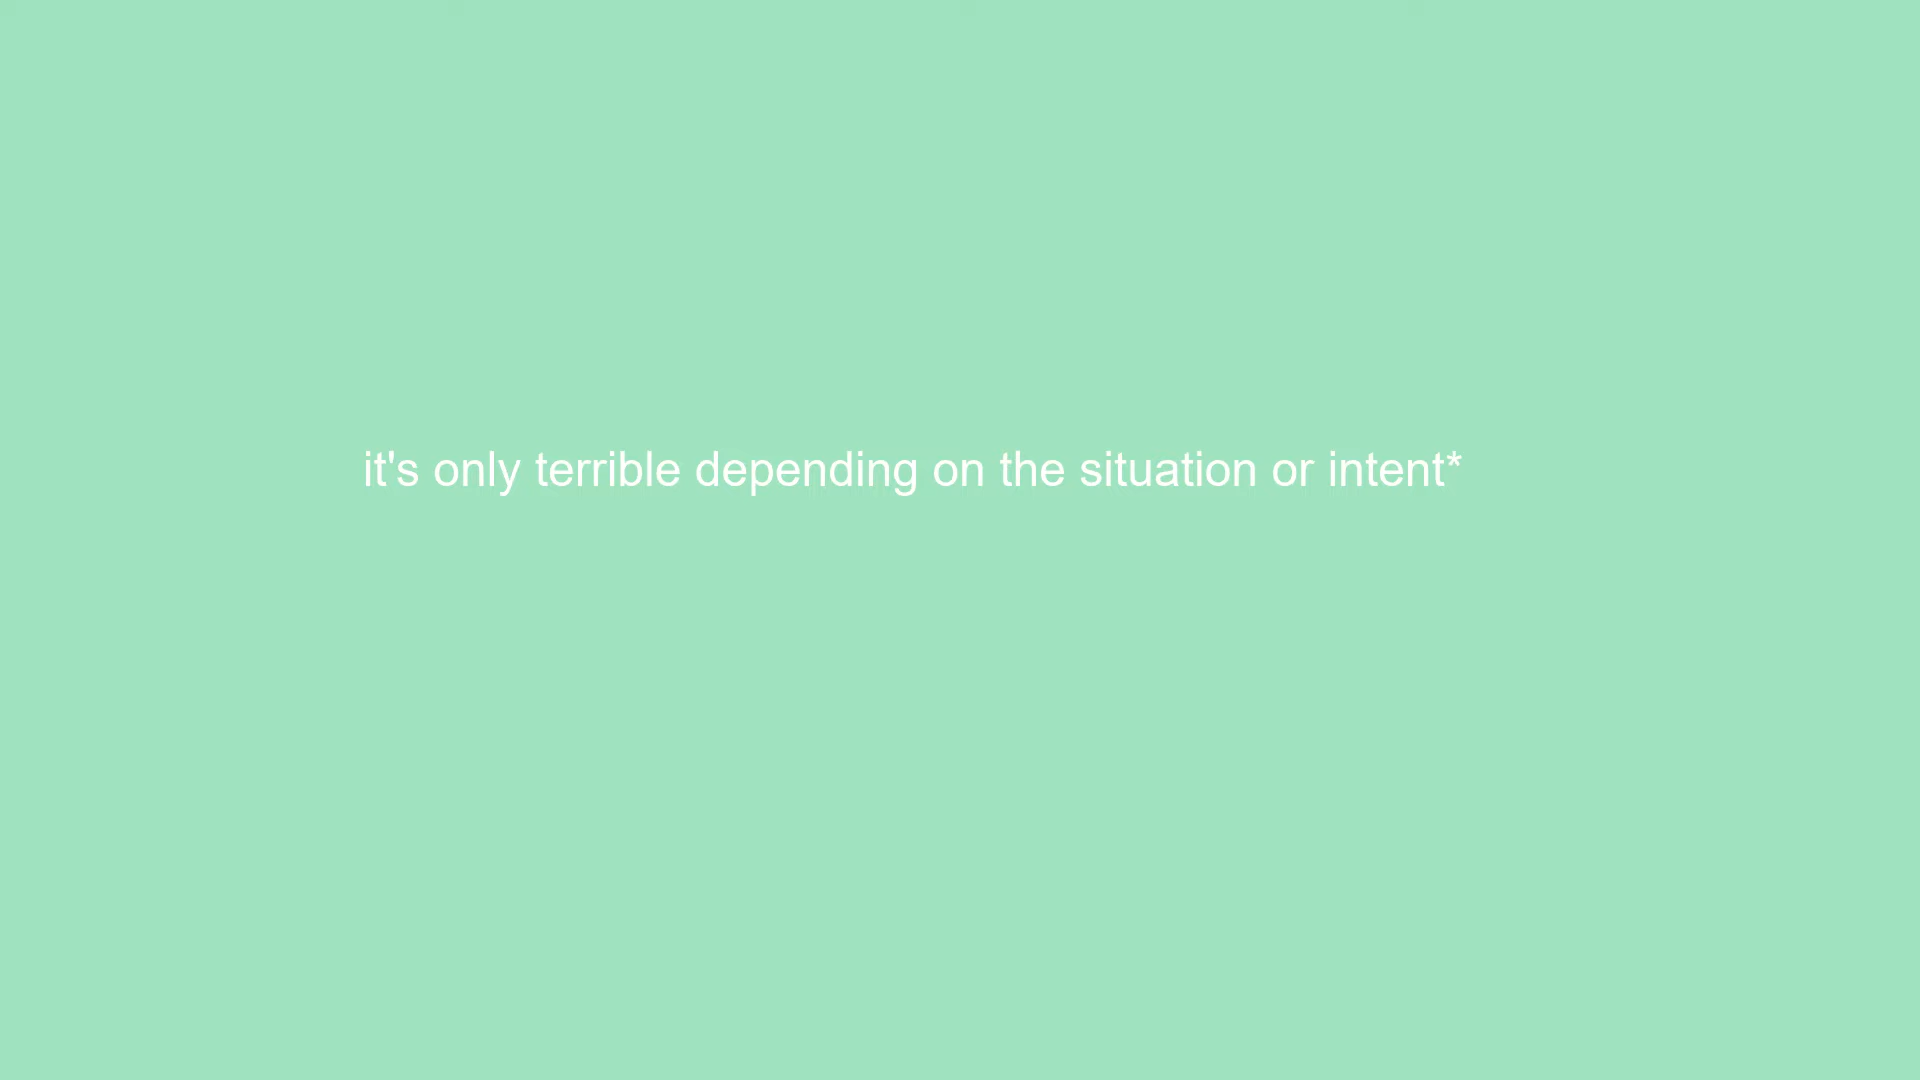 it's only terrible depending on the situation or intent*